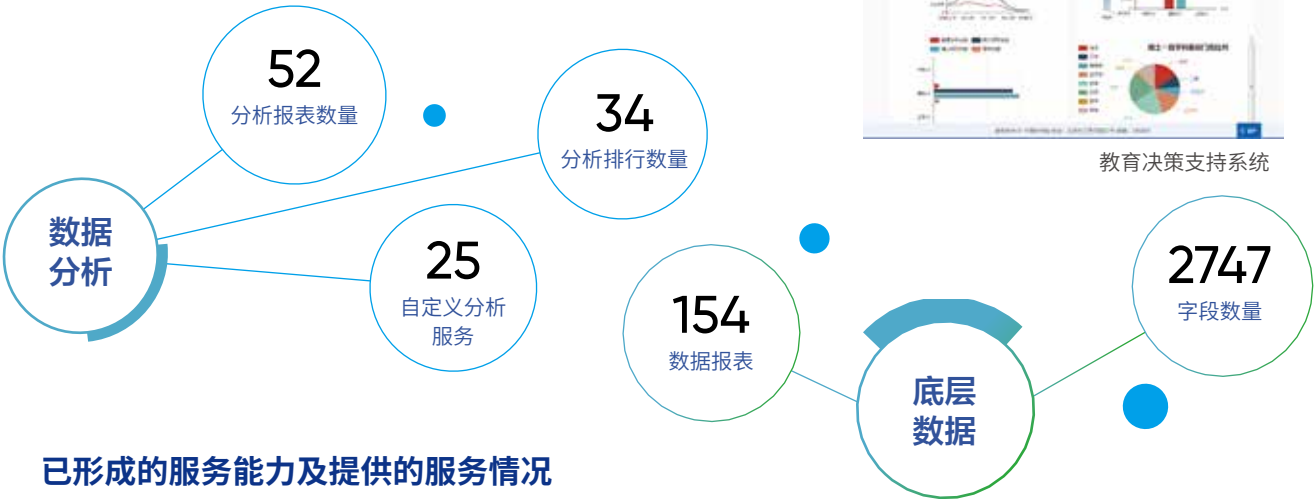 52
分析报表数量
34
分析排行数量
教育决策支持系统
数据
分析
25
自定义分析
服务
154
数据报表
2747
字段数量
底层
数据
已形成的服务能力及提供的服务情况